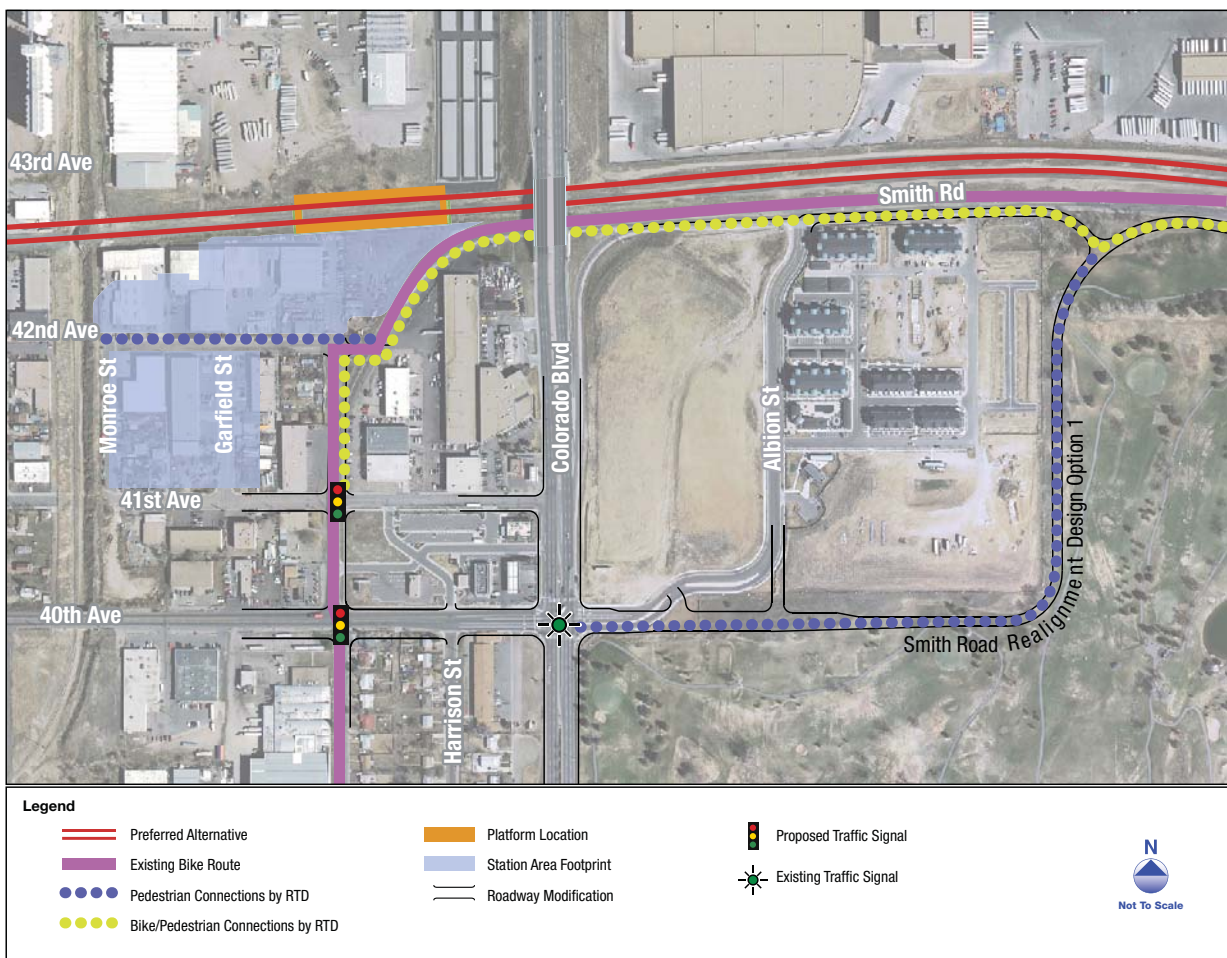 43rd Ave
Smith Rd
42nd Ave
Monroe St
Garfield St
Colorado Blvd
Albion St
41st Ave
40th Ave
Harrison St
Smith Road Realignment Design Option 1
Legend
Preferred Alternative
Existing Bike Route
Pedestrian Connections by RTD
Bike/Pedestrian Connections by RTD
Platform Location
Station Area Footprint
Roadway Modification
Proposed Traffic Signal
Existing Traffic Signal
N
Not To Scale